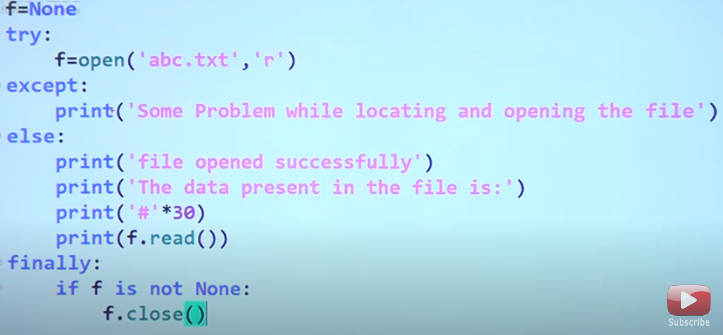 f=None
try:
    f=open('abc.txt','r')
except:
    print('Some Problem while locating and opening the file')
else:
    print('file opened successfully')
    print('The data present in the file is:')
    print('#'*30)
    print(f.read())
finally:
    if f is not None:
        f.close()
Subscribe